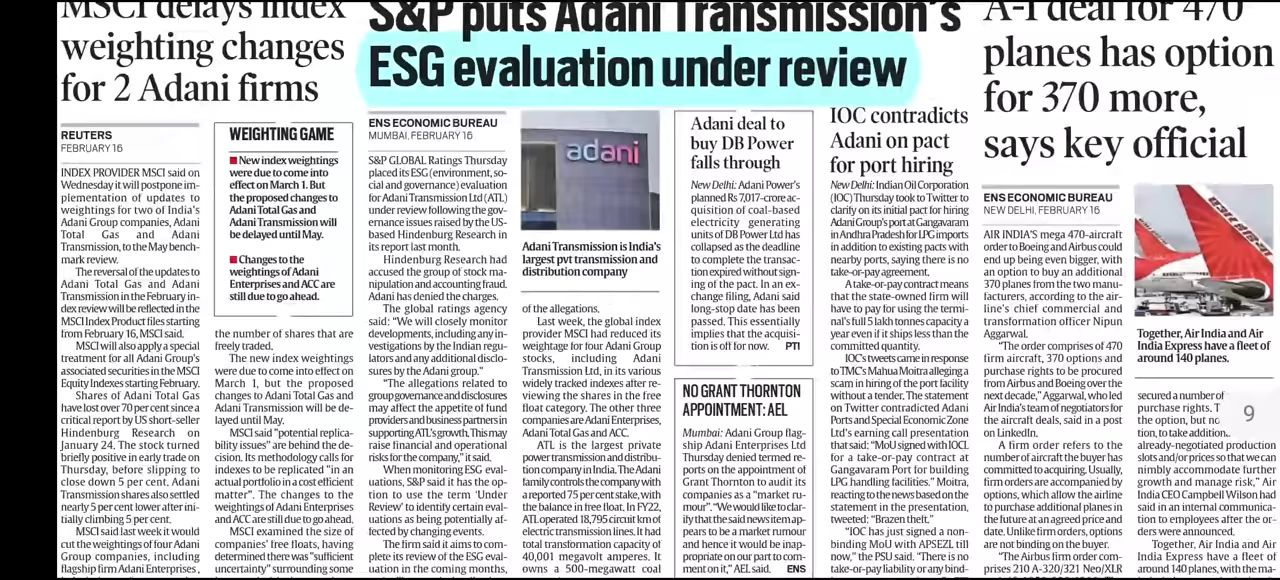 MSCI delays index
weighting changes
for 2 Adani firms
REUTERS
FEBRUARY 16
INDEX PROVIDER MSCI said on
Wednesday it will postpone im-
plementation of updates to
weightings for two of India's
Adani Group companies, Adani
Total Gas and Adani
Transmission, to the May bench-
mark review.
The reversal of the updates to
Adani Total Gas and Adani
Transmission in the February in-
dex review will be reflected in the
MSCI Index Product files starting
from February 16, MSCI said.
MSCI will also apply a special
treatment for all Adani Group's
associated securities in the MSCI
Equity Indexes starting February.
Shares of Adani Total Gas
have lost over 70 per cent since a
critical report by US short-seller
Hindenburg Research on
January 24. The stock turned
briefly positive in early trade on
Thursday, before slipping to
close down 5 per cent. Adani
Transmission shares also settled
nearly 5 per cent lower after ini-
tially climbing 5 per cent.
MSCI said last week it would
cut the weightings of four Adani
Group companies, including
flagship firm Adani Enterprises,
WEIGHTING GAME
New index weightings
were due to come into
effect on March 1. But
the proposed changes to
Adani Total Gas and
Adani Transmission will
be delayed until May.
Changes to the
weightings of Adani
Enterprises and ACC are
still due to go ahead.
the number of shares that are
freely traded.
The new index weightings
were due to come into effect on
March 1, but the proposed
changes to Adani Total Gas and
Adani Transmission will be de-
layed until May.
MSCI said "potential replica-
bility issues" are behind the de-
cision. Its methodology calls for
indexes to be replicated "in an
actual portfolio in a cost efficient
matter". The changes to the
weightings of Adani Enterprises
and ACC are still due to go ahead.
MSCI examined the size of
companies' free floats, having
determined there was "sufficient
uncertainty" surrounding some
S&P puts Adani Transmission's
ESG evaluation under review
ENS ECONOMIC BUREAU
MUMBAI, FEBRUARY 16
S&P GLOBAL Ratings Thursday
placed its ESG (environment, so-
cial and governance) evaluation
for Adani Transmission Ltd (ATL)
under review following the gov-
ernance issues raised by the US-
based Hindenburg Research in
its report last month.
Hindenburg Research had
accused the group of stock ma-
nipulation and accounting fraud.
Adani has denied the charges.
The global ratings agency
said: "We will closely monitor
developments, including any in-
vestigations by the Indian regu-
lators and any additional disclo-
sures by the Adani group."
"The allegations related to
group governance and disclosures
may affect the appetite of fund
providers and business partners in
supporting ATL's growth. This may
raise financial and operational
risks for the company," it said.
When monitoring ESG eval-
uations, S&P said it has the op-
tion to use the term 'Under
Review' to identify certain eval-
uations as being potentially af-
fected by changing events.
The firm said it aims to com-
plete its review of the ESG eval-
uation in the coming months,
adani
Adani Transmission is India's
largest pvt transmission and
distribution company
of the allegations.
Last week, the global index
provider MSCI had reduced its
weightage for four Adani Group
stocks, including Adani
Transmission Ltd, in its various
widely tracked indexes after re-
viewing the shares in the free
float category. The other three
companies are Adani Enterprises,
Adani Total Gas and ACC.
ATL is the largest private
power transmission and distribu-
tion company in India. The Adani
family controls the company with
a reported 75 per cent stake, with
the balance in free float. In FY22,
ATL operated 18,795 circuit km of
electric transmission lines. It had
total transformation capacity of
40,001 megavolt amperes. It
owns a 500-megawatt coal
Adani deal to
buy DB Power
falls through
New Delhi: Adani Power's
planned Rs 7,017-crore ac-
quisition of coal-based
electricity generating
units of DB Power Ltd has
collapsed as the deadline
to complete the transac-
tion expired without sign-
ing of the pact. In an ex-
change filing, Adani said
long-stop date has been
passed. This essentially
implies that the acquisi-
tion is off for now. PTI
NO GRANT THORNTON
APPOINTMENT: AEL
Mumbai: Adani Group flag-
ship Adani Enterprises Ltd
Thursday denied termed re-
ports on the appointment of
Grant Thornton to audit its
companies as a "market ru-
mour". "We would like to clar-
ify that the said news item ap-
pears to be a market rumour
and hence it would be inap-
propriate on our part to com-
ment on it," AEL said. ENS
IOC contradicts
Adani on pact
for port hiring
New Delhi: Indian Oil Corporation
(IOC) Thursday took to Twitter to
clarify on its initial pact for hiring
Adani Group's port at Gangavaram
in Andhra Pradesh for LPG imports
in addition to existing pacts with
nearby ports, saying there is no
take-or-pay agreement.
A take-or-pay contract means
that the state-owned firm will
have to pay for using the termi-
nal's full 5 lakh tonnes capacity a
year even if it ships less than the
committed quantity.
IOC's tweets came in response
to TMC's Mahua Moitra alleging a
scam in hiring of the port facility
without a tender. The statement
on Twitter contradicted Adani
Ports and Special Economic Zone
Ltd's earning call presentation
that said: "MoU signed with IOCL
for a take-or-pay contract at
Gangavaram Port for building
LPG handling facilities." Moitra,
reacting to the news based on the
statement in the presentation,
tweeted: "Brazen theft."
"IOC has just signed a non-
binding MoU with APSEZL till
now," the PSU said. "There is no
take-or-pay liability or any bind-
A-I deal for 470
planes has option
for 370 more,
says key official
ENS ECONOMIC BUREAU
NEW DELHI, FEBRUARY 16
AIR INDIA'S mega 470-aircraft
order to Boeing and Airbus could
end up being even bigger, with
an option to buy an additional
370 planes from the two manu-
facturers, according to the air-
line's chief commercial and
transformation officer Nipun
Aggarwal.
"The order comprises of 470
firm aircraft, 370 options and
purchase rights to be procured
from Airbus and Boeing over the
next decade," Aggarwal, who led
Air India's team of negotiators for
the aircraft deals, said in a post
on LinkedIn.
A firm order refers to the
number of aircraft the buyer has
committed to acquiring. Usually,
firm orders are accompanied by
options, which allow the airline
to purchase additional planes in
the future at an agreed price and
date. Unlike firm orders, options
are not binding on the buyer.
"The Airbus firm order com-
prises 210 A-320/321 Neo/XLR
AIR INDIA
Together, Air India and Air
India Express have a fleet of
around 140 planes.
secured a number of
purchase rights. T
the option, but no
tion, to take addition
already-negotiated production
slots and/or prices so that we can
nimbly accommodate further
growth and manage risk," Air
India CEO Campbell Wilson had
said in an internal communica-
tion to employees after the or-
ders were announced.
Together, Air India and Air
India Express have a fleet of
around 140 planes, with the ma-
9